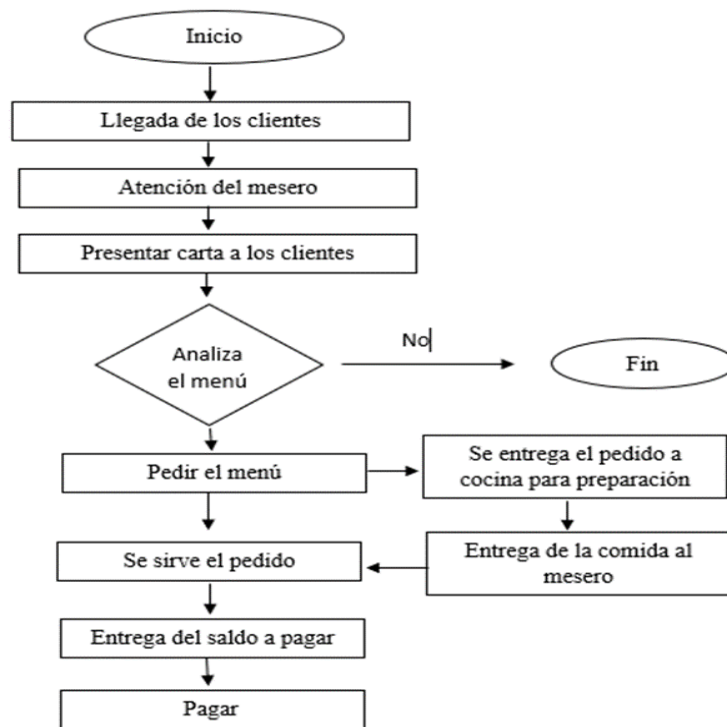 Inicio
Llegada de los clientes
Atención del mesero
Presentar carta a los clientes
Analiza
el menú
No
Fin
Pedir el menú
Se entrega el pedido a
cocina para preparación
Se sirve el pedido
Entrega de la comida al
mesero
Entrega del saldo a pagar
Pagar